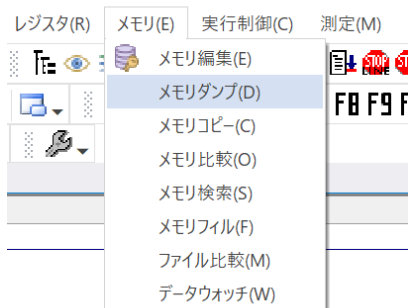 レジスタ(R) メモリ(E) 実行制御(C) 測定(M)
メモリ編集(E)
メモリダンプ(D)
メモリコピー(C)
メモリ比較(O)
メモリ検索(S)
メモリフィル(F)
ファイル比較(M)
データウォッチ(W)
STOP
LINE
F8 F9